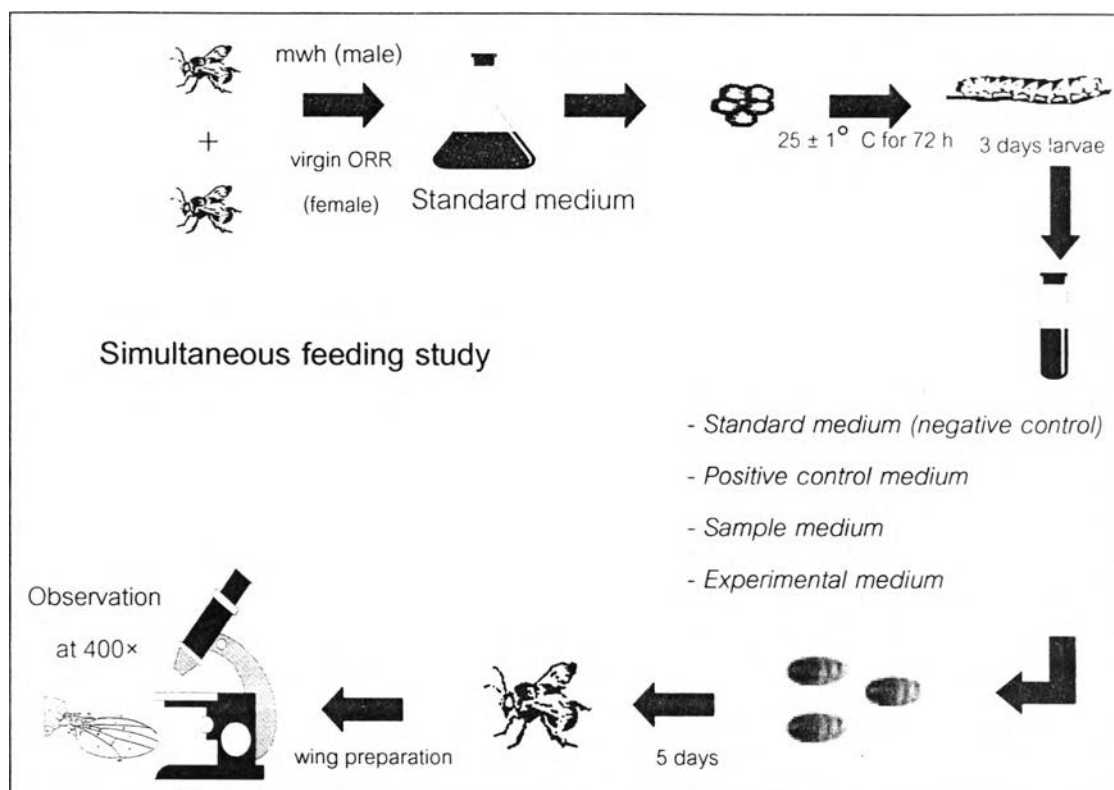 mwh (male)
+
virgin ORR
(female)
Standard medium
25 ± 1° C for 72 h
3 days larvae
Simultaneous feeding study
- Standard medium (negative control)
- Positive control medium
- Sample medium
- Experimental medium
Observation
at 400×
wing preparation
5 days